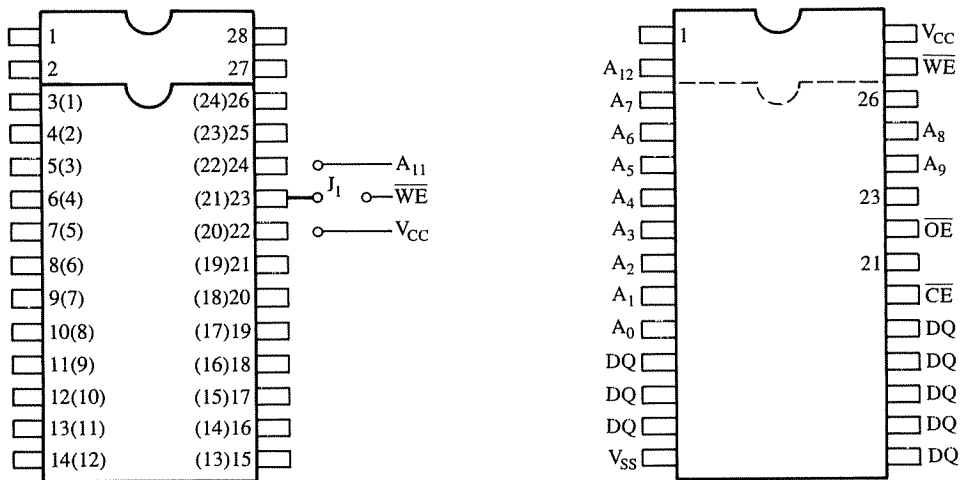 1 28
2 27
3(1) (24)26
4(2) (23)25
5(3) (22)24
6(4) (21)23
7(5) (20)22
8(6) (19)21
9(7) (18)20
10(8) (17)19
11(9) (16)18
12(10) (15)17
13(11) (14)16
14(12) (13)15
A11
J1 WE
VCC
1 VCC
A12 WE
A7 26
A6 A8
A5 A9
A4 23
A3 OE
A2 21
A1 CE
A0 DQ
DQ DQ
DQ DQ
DQ DQ
VSS DQ